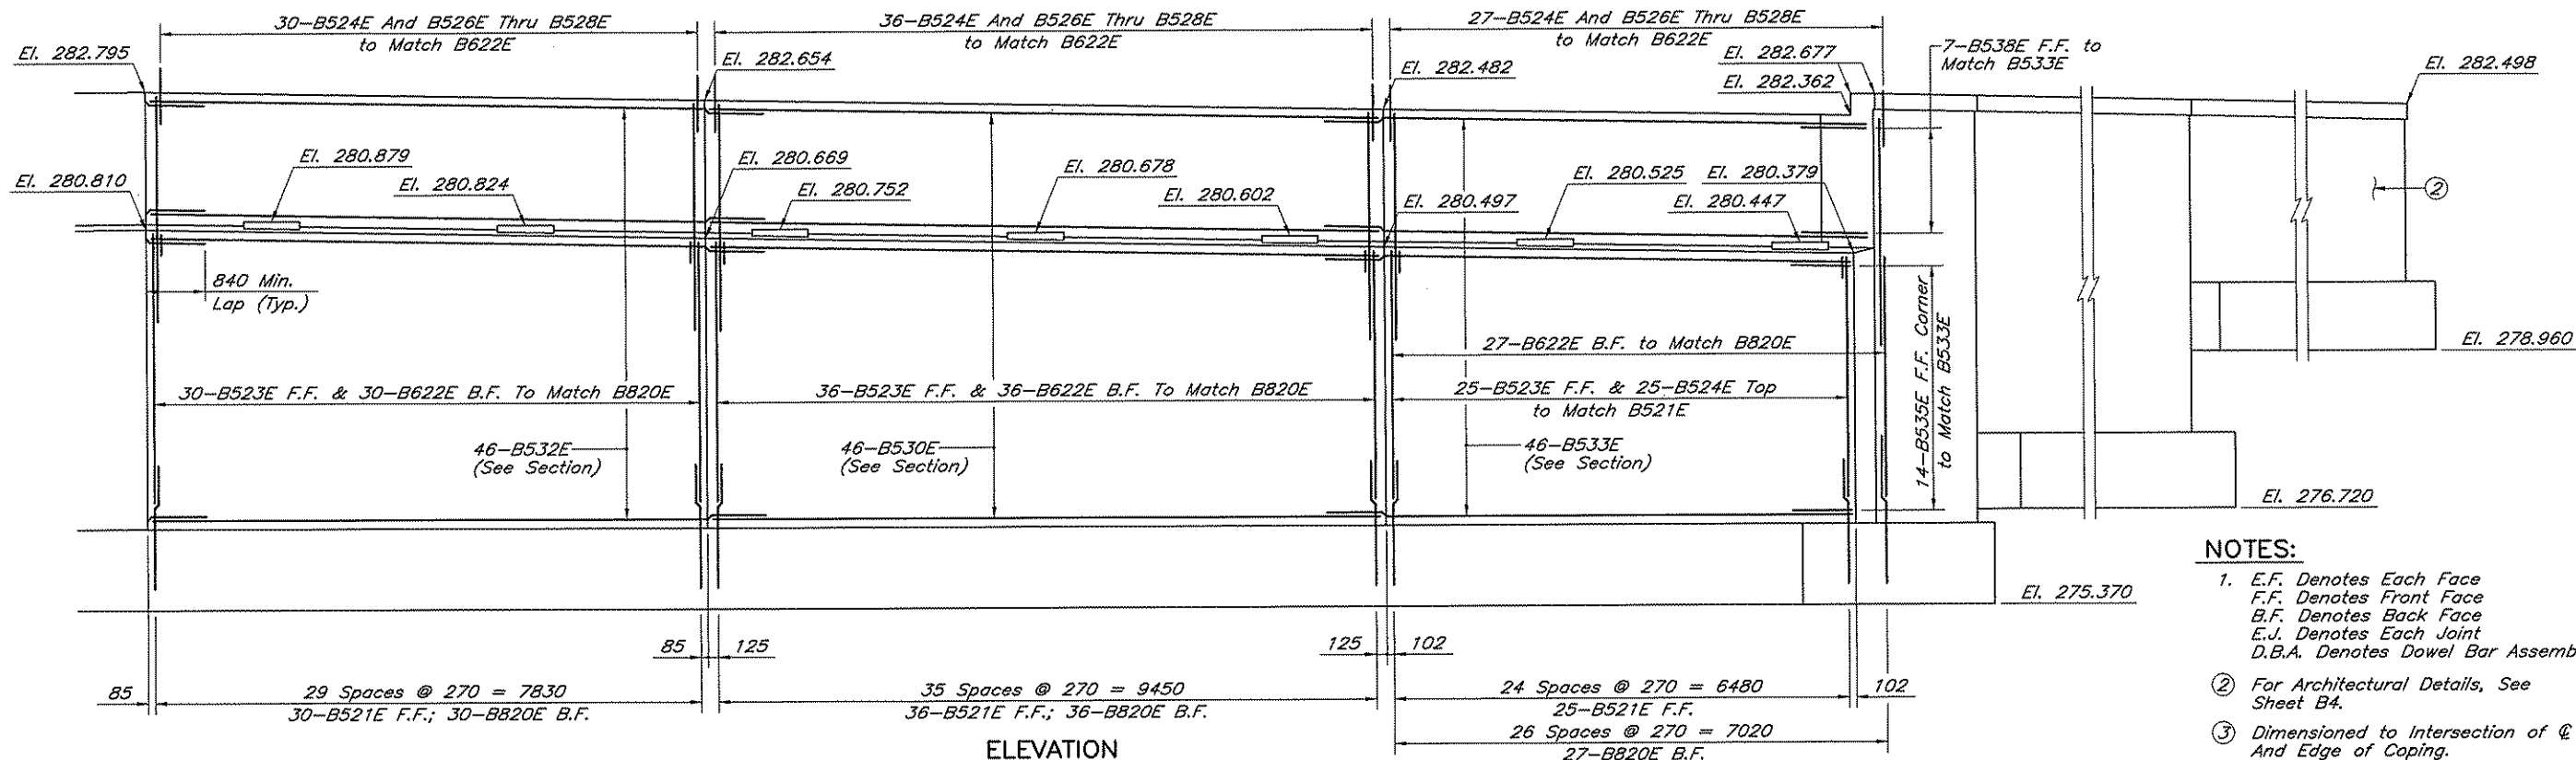 30-B524E And B526E Thru B528E
to Match B622E
36-B524E And B526E Thru B528E
to Match B622E
27-B524E And B526E Thru B528E
to Match B622E
El. 282.795
El. 282.654
El. 282.482
El. 282.677
El. 282.362
7-B538E F.F. to
Match B533E
El. 282.498
El. 280.810
El. 280.879
El. 280.824
El. 280.669
El. 280.752
El. 280.678
El. 280.602
El. 280.497
El. 280.525
El. 280.379
El. 280.447
2
840 Min.
Lap (Typ.)
14-B535E F.F. Corner
to Match B533E
27-B622E B.F. to Match B820E
El. 278.960
30-B523E F.F. & 30-B622E B.F. To Match B820E
36-B523E F.F. & 36-B622E B.F. To Match B820E
25-B523E F.F. & 25-B524E Top
to Match B521E
46-B532E
(See Section)
46-B530E
(See Section)
46-B533E
(See Section)
El. 276.720
El. 275.370
85
85
125
125
102
102
29 Spaces @ 270 = 7830
30-B521E F.F.; 30-B820E B.F.
35 Spaces @ 270 = 9450
36-B521E F.F.; 36-B820E B.F.
24 Spaces @ 270 = 6480
25-B521E F.F.
26 Spaces @ 270 = 7020
27-B820E B.F.
ELEVATION
NOTES:
1. E.F. Denotes Each Face
F.F. Denotes Front Face
B.F. Denotes Back Face
E.J. Denotes Each Joint
D.B.A. Denotes Dowel Bar Assemb
2 For Architectural Details, See
Sheet B4.
3 Dimensioned to Intersection of ℄
And Edge of Coping.